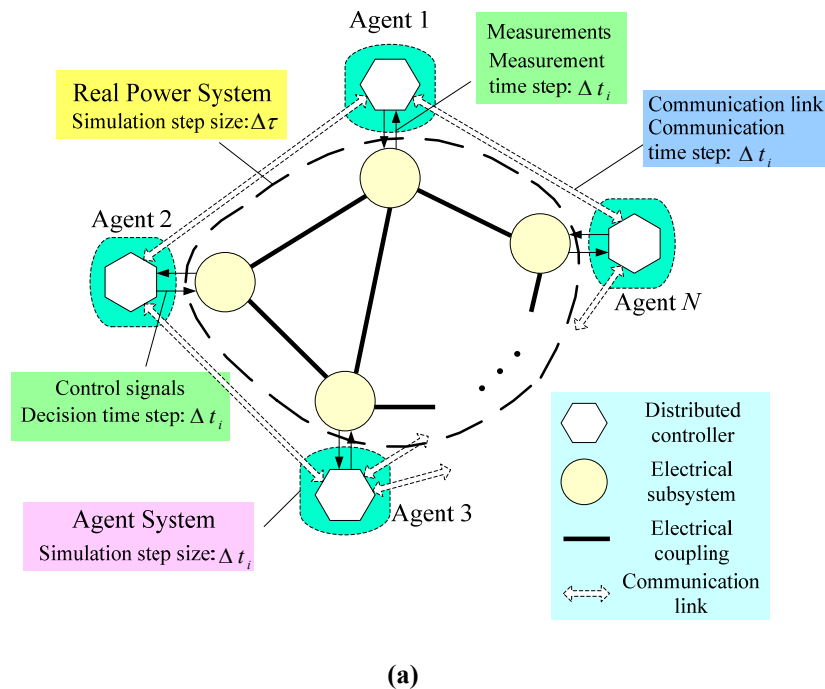 Agent 1
Measurements
Measurement
time step: Δ t_i
Real Power System
Simulation step size: Δτ
Communication link
Communication
time step: Δ t_i
Agent 2
Agent N
Control signals
Decision time step: Δ t_i
Agent System
Simulation step size: Δ t_i
Agent 3
Distributed
controller
Electrical
subsystem
Electrical
coupling
Communication
link
(a)